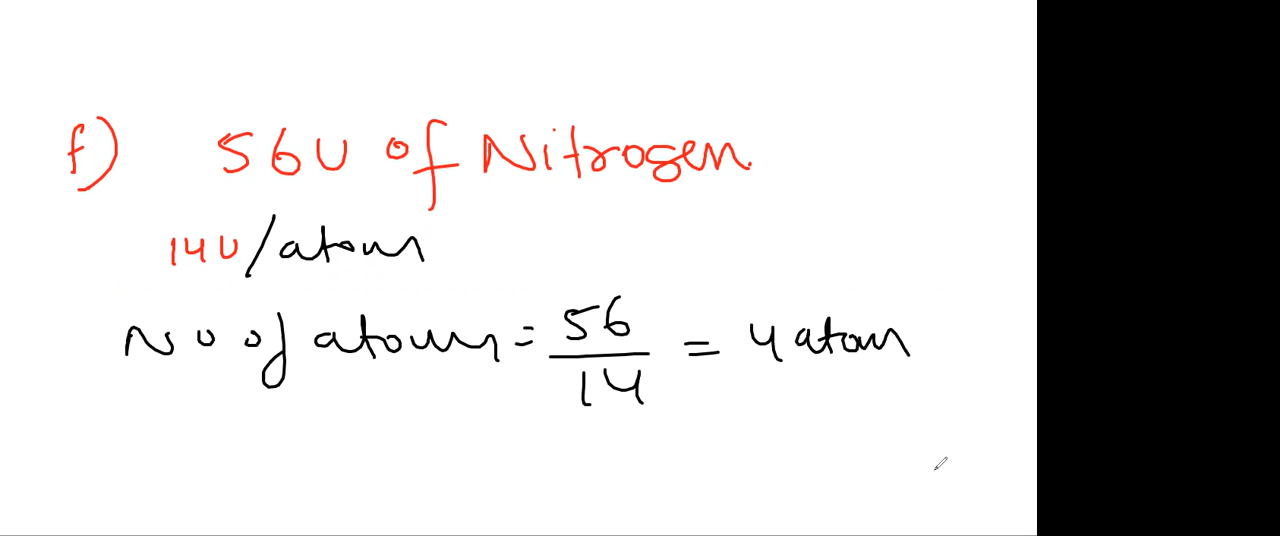 f) 56U of Nitrogen
14U/atom
No of atoms = 56/14 = 4 atom